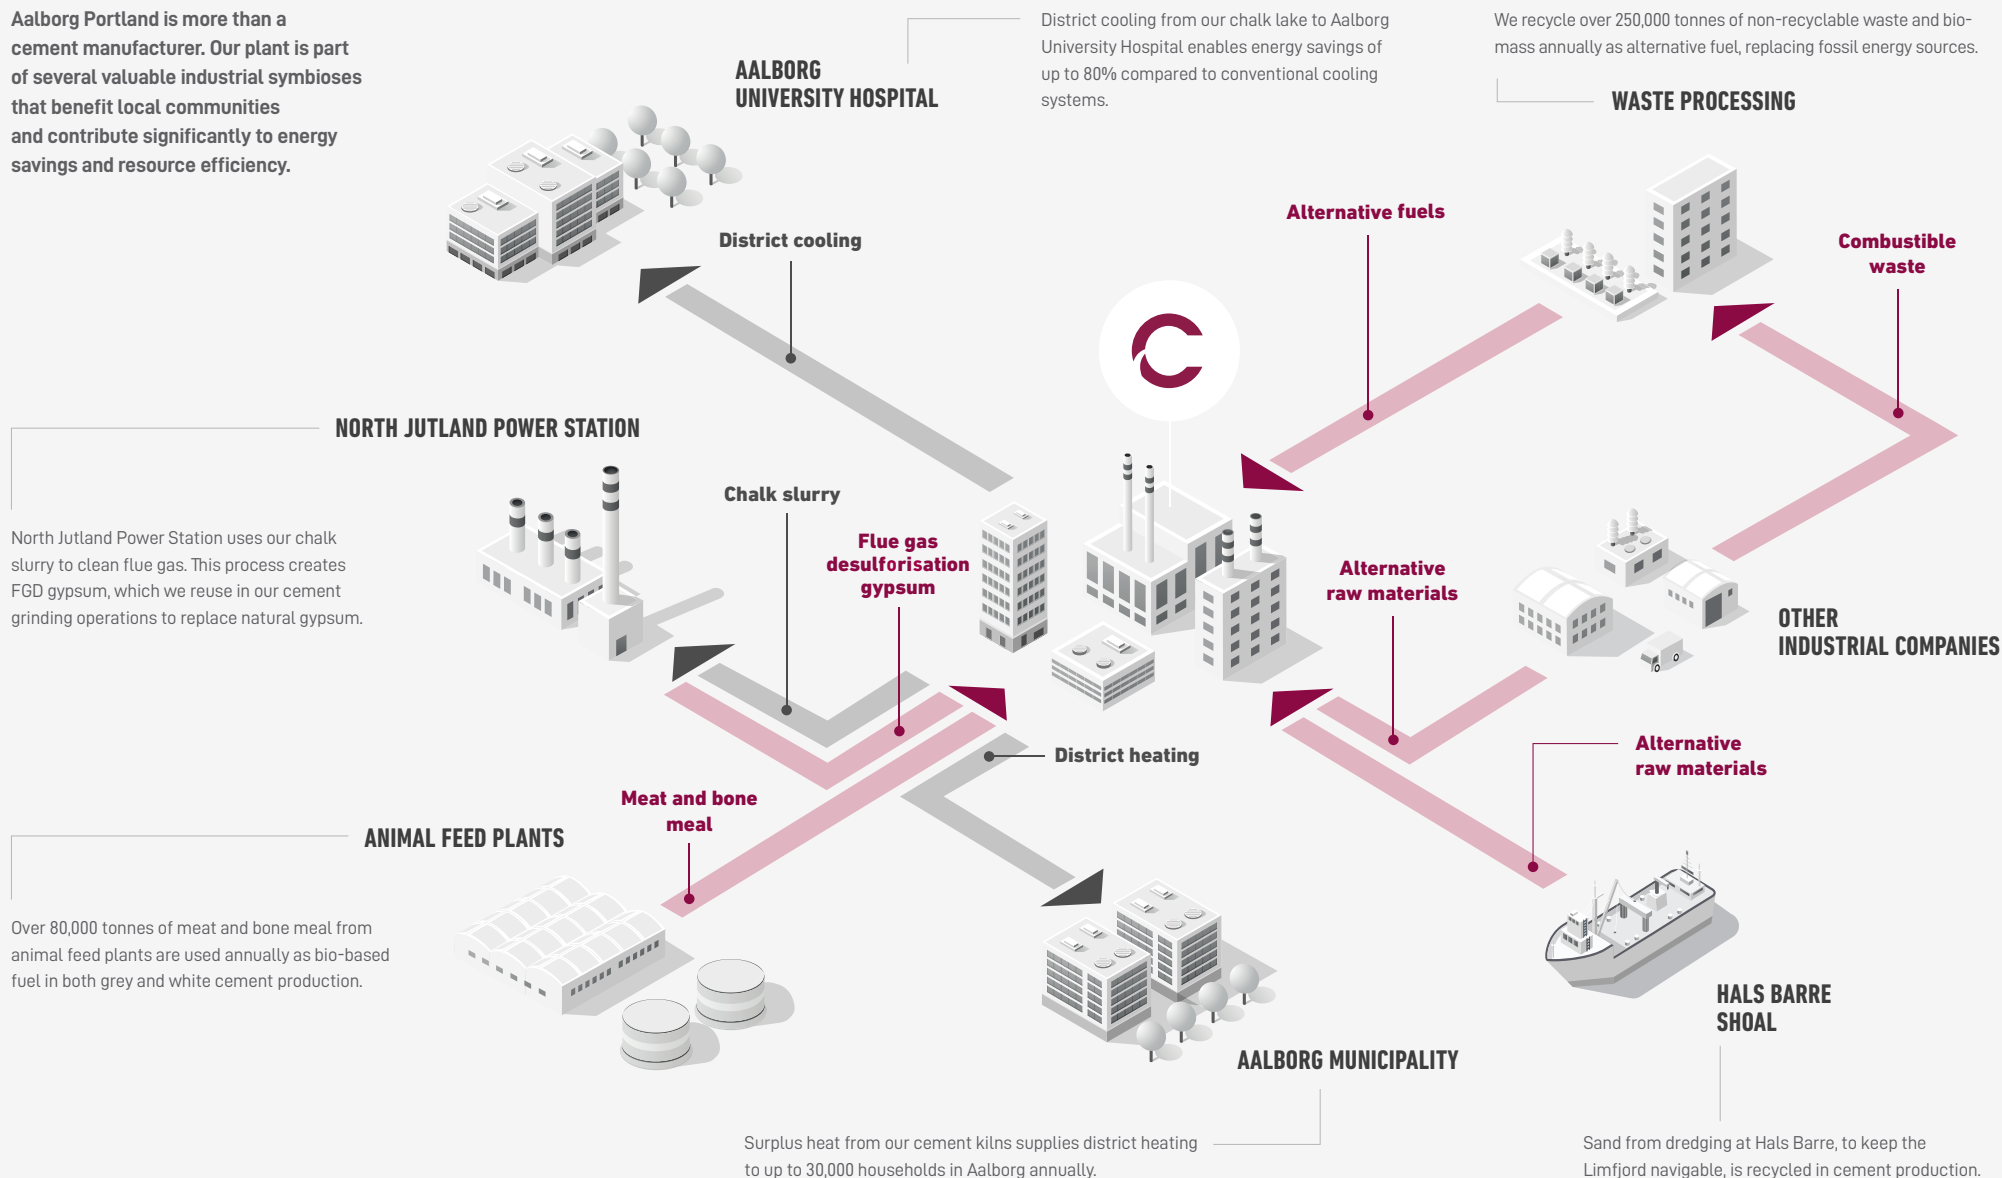 Aalborg Portland is more than a
cement manufacturer. Our plant is part
of several valuable industrial symbioses
that benefit local communities
and contribute significantly to energy
savings and resource efficiency.
AALBORG
UNIVERSITY HOSPITAL
District cooling from our chalk lake to Aalborg
University Hospital enables energy savings of
up to 80% compared to conventional cooling
systems.
We recycle over 250,000 tonnes of non-recyclable waste and bio-
mass annually as alternative fuel, replacing fossil energy sources.
WASTE PROCESSING
District cooling
Alternative fuels
Combustible
waste
NORTH JUTLAND POWER STATION
North Jutland Power Station uses our chalk
slurry to clean flue gas. This process creates
FGD gypsum, which we reuse in our cement
grinding operations to replace natural gypsum.
Chalk slurry
Flue gas
desulforisation
gypsum
Alternative
raw materials
OTHER
INDUSTRIAL COMPANIES
District heating
Alternative
raw materials
Meat and bone
meal
ANIMAL FEED PLANTS
Over 80,000 tonnes of meat and bone meal from
animal feed plants are used annually as bio-based
fuel in both grey and white cement production.
HALS BARRE
SHOAL
AALBORG MUNICIPALITY
Surplus heat from our cement kilns supplies district heating
to up to 30,000 households in Aalborg annually.
Sand from dredging at Hals Barre, to keep the
Limfjord navigable, is recycled in cement production.